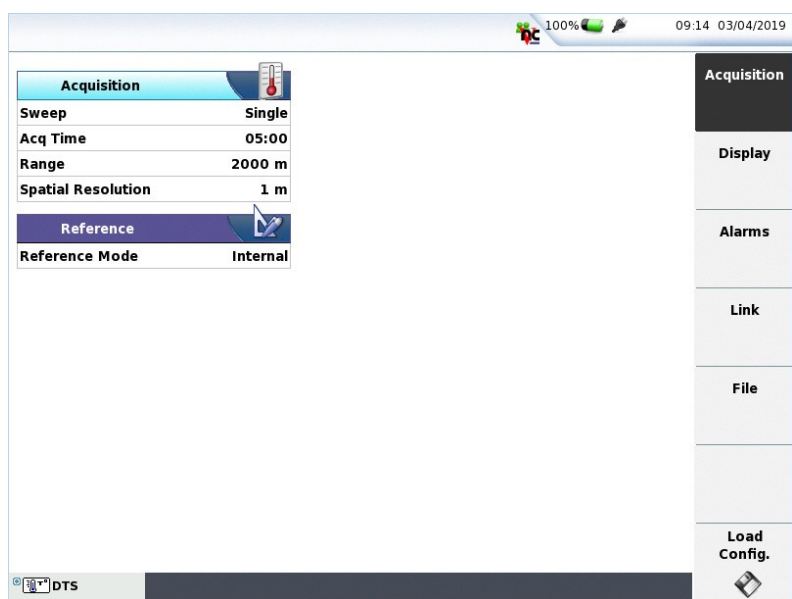 100% 09:14 03/04/2019
Acquisition
Sweep Single
Acq Time 05:00
Range 2000 m
Spatial Resolution 1 m
Reference
Reference Mode Internal
Acquisition
Display
Alarms
Link
File
Load
Config.
DTS